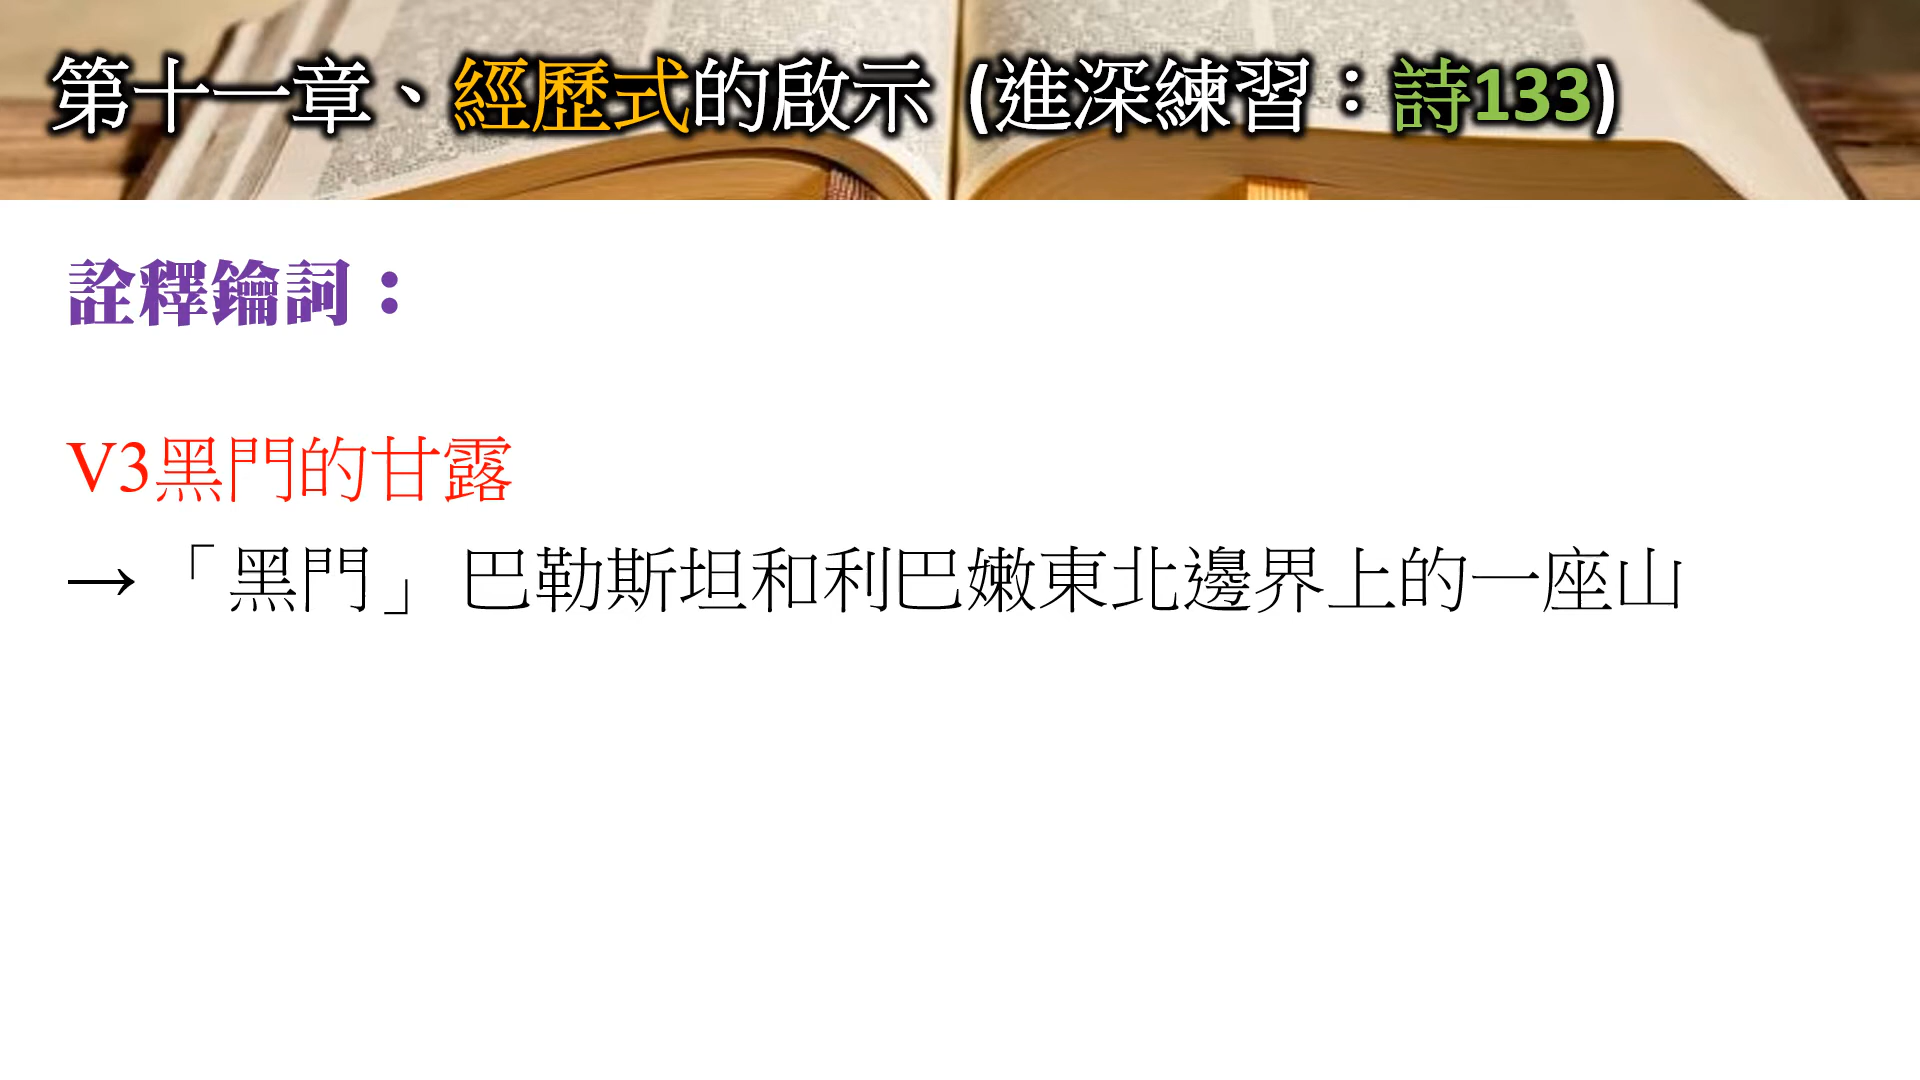 第十一章、經歷式的啟示 (進深練習：詩133)
詮釋鑰詞：
V3黑門的甘露
→「黑門」巴勒斯坦和利巴嫩東北邊界上的一座山